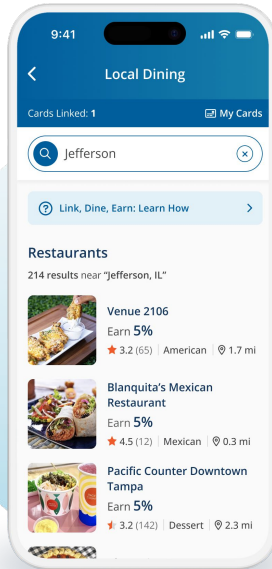 9:41
Local Dining
Cards Linked: 1 My Cards
Jefferson
Link, Dine, Earn: Learn How
Restaurants
214 results near “Jefferson, IL”
Venue 2106
Earn 5%
3.2 (65) American 1.7 mi
Blanquita’s Mexican
Restaurant
Earn 5%
4.5 (12) Mexican 0.3 mi
Pacific Counter Downtown
Tampa
Earn 5%
3.2 (142) Dessert 2.3 mi